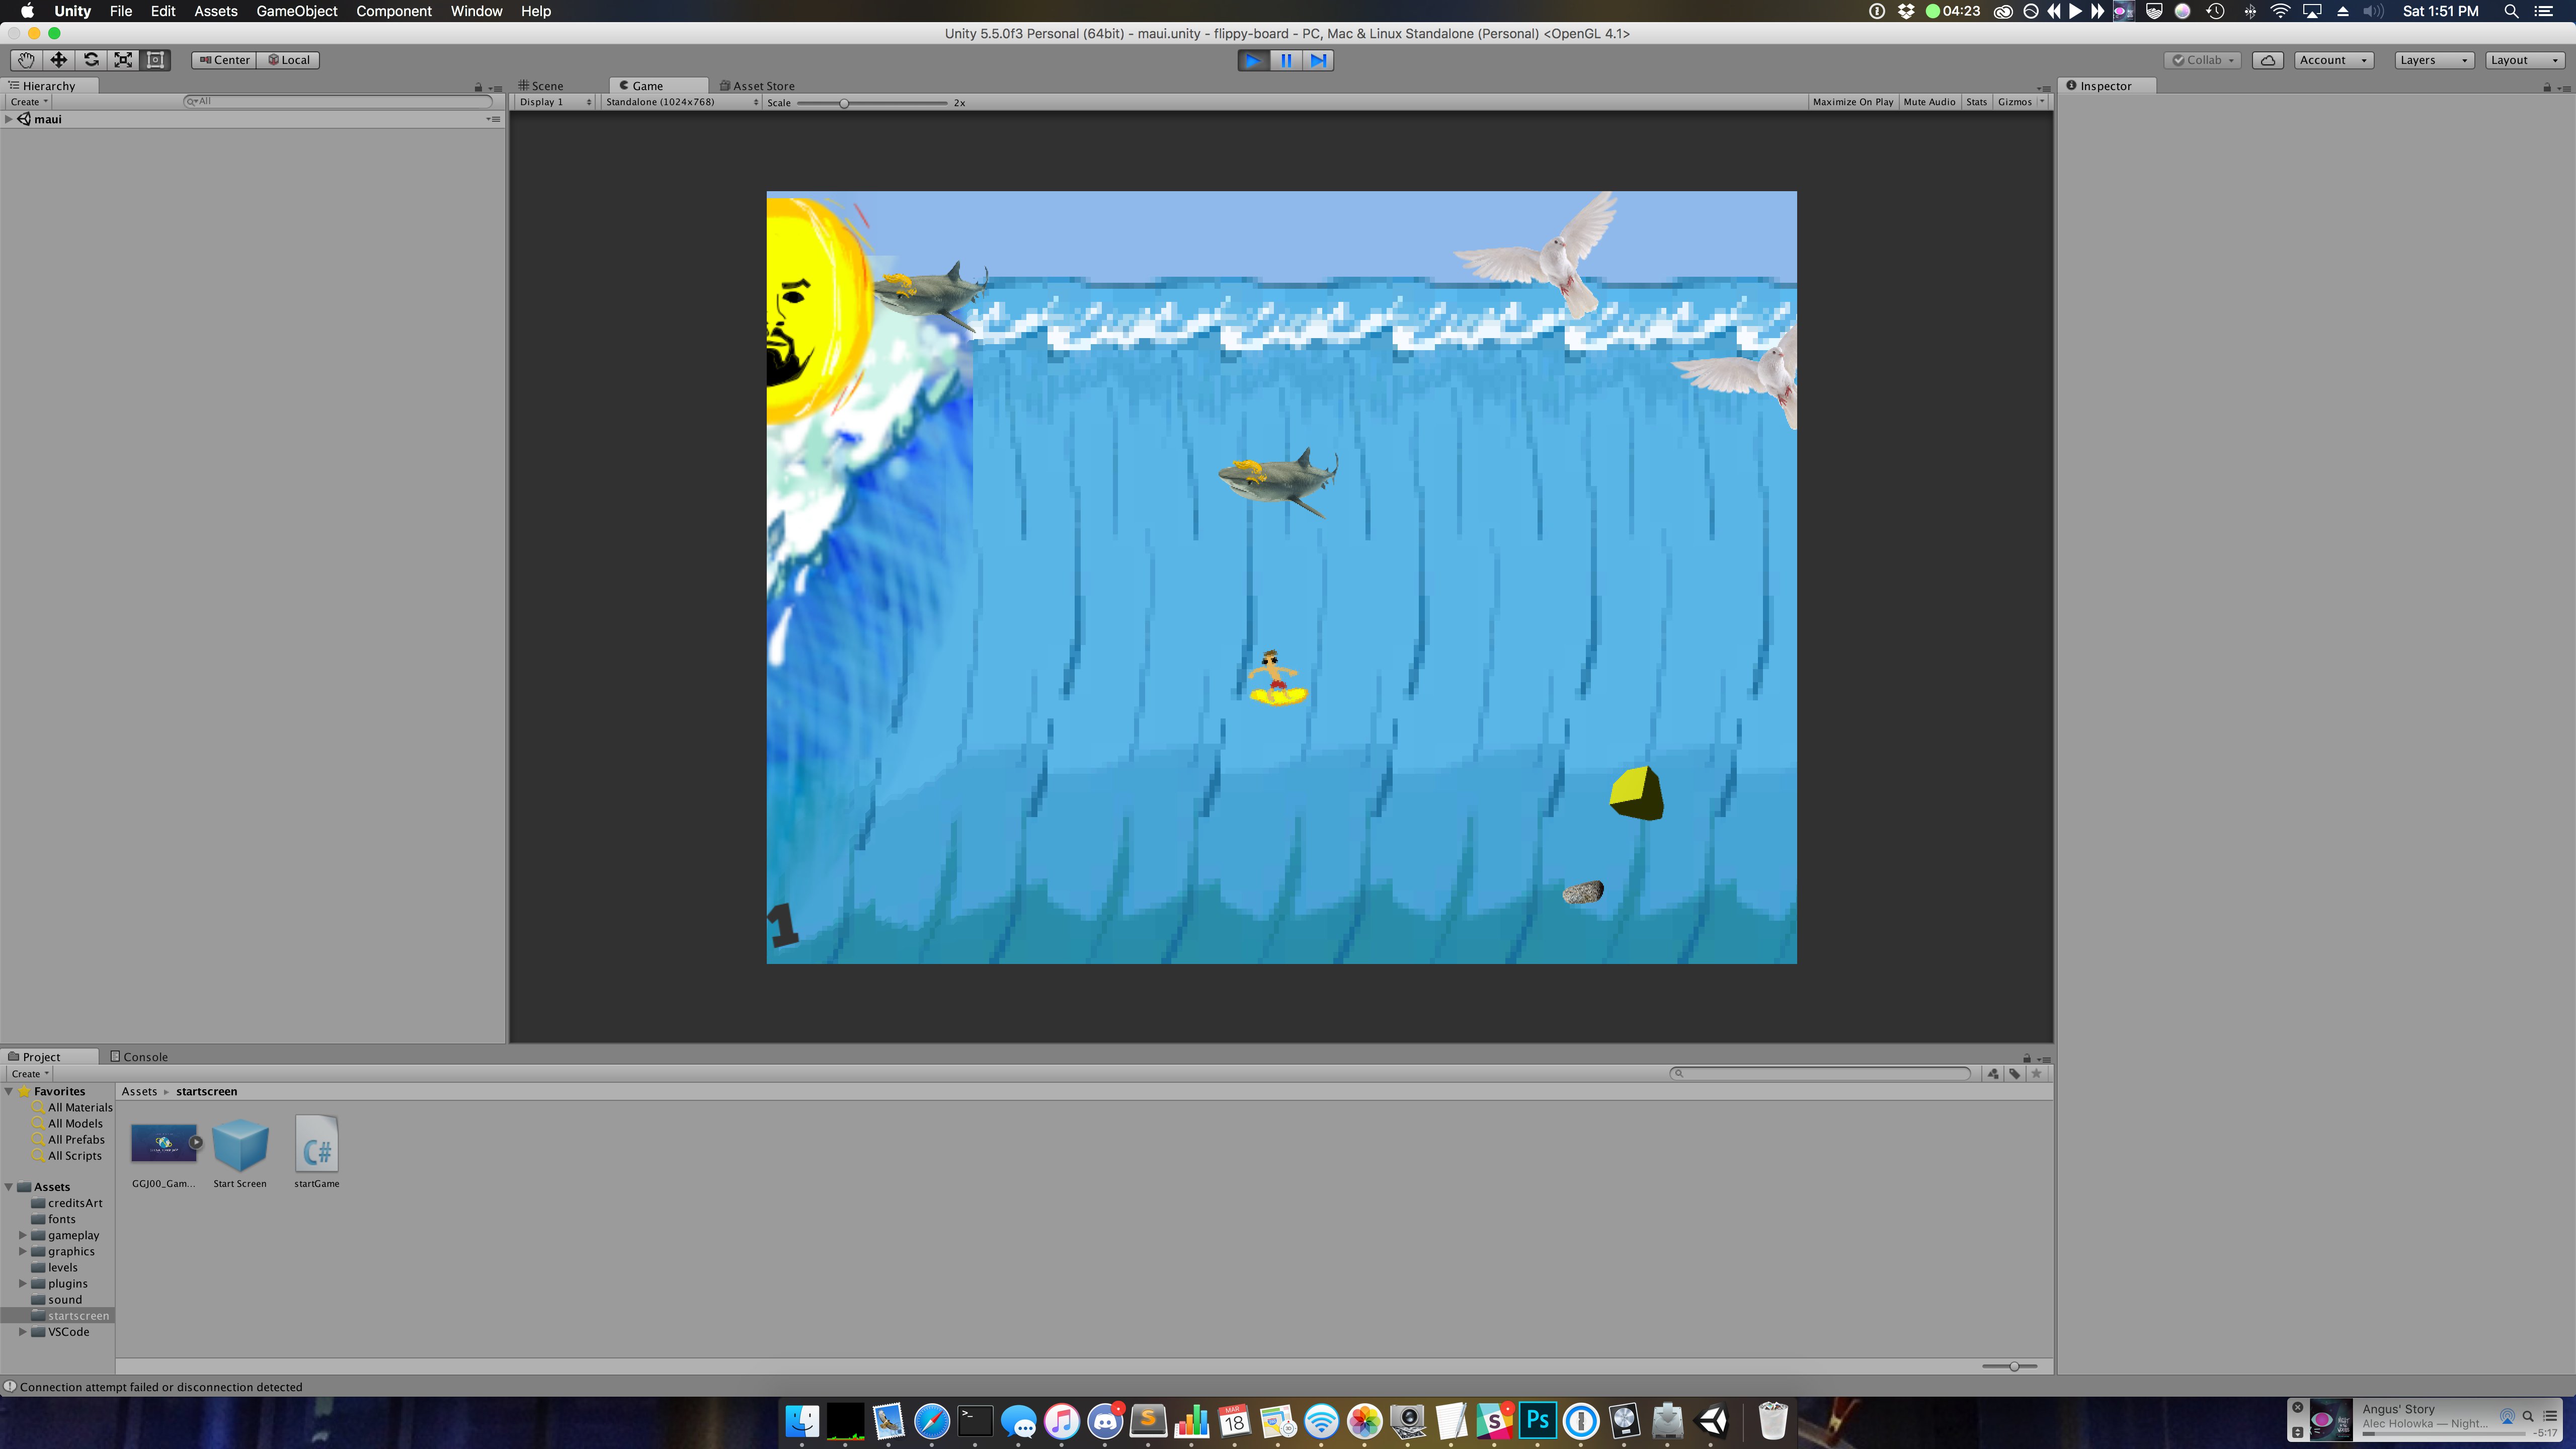 Unity File Edit Assets GameObject Component Window Help 04:23 Sat 1:51 PM
Unity 5.5.0f3 Personal (64bit) - maui.unity - flippy-board - PC, Mac & Linux Standalone (Personal) <OpenGL 4.1>
Center Local Collab Account Layers Layout
Hierarchy Scene Game Asset Store Inspector
Create All Display 1 Standalone (1024x768) Scale 2x Maximize On Play Mute Audio Stats Gizmos
maui
1
Project Console
Create
Favorites
All Materials
All Models
All Prefabs
All Scripts
Assets
creditsArt
fonts
gameplay
graphics
levels
plugins
sound
startscreen
VSCode
Assets startscreen
C#
GGJ00_Gam... Start Screen startGame
Connection attempt failed or disconnection detected
MAR
18
S
Ps
Angus' Story
Alec Holowka — Night...
-5:17